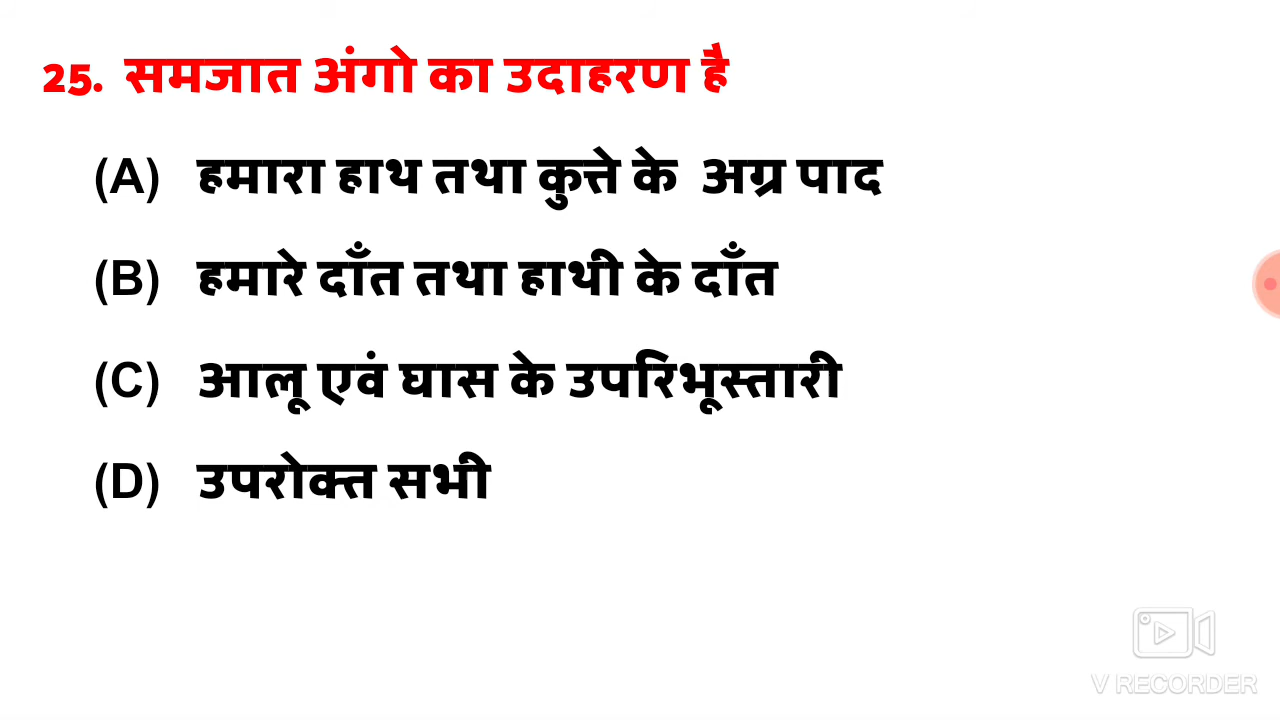 25. समजात अंगो का उदाहरण है
(A) हमारा हाथ तथा कुत्ते के अग्र पाद
(B) हमारे दाँत तथा हाथी के दाँत
(C) आलू एवं घास के उपरिभूस्तारी
(D) उपरोक्त सभी
V RECORDER